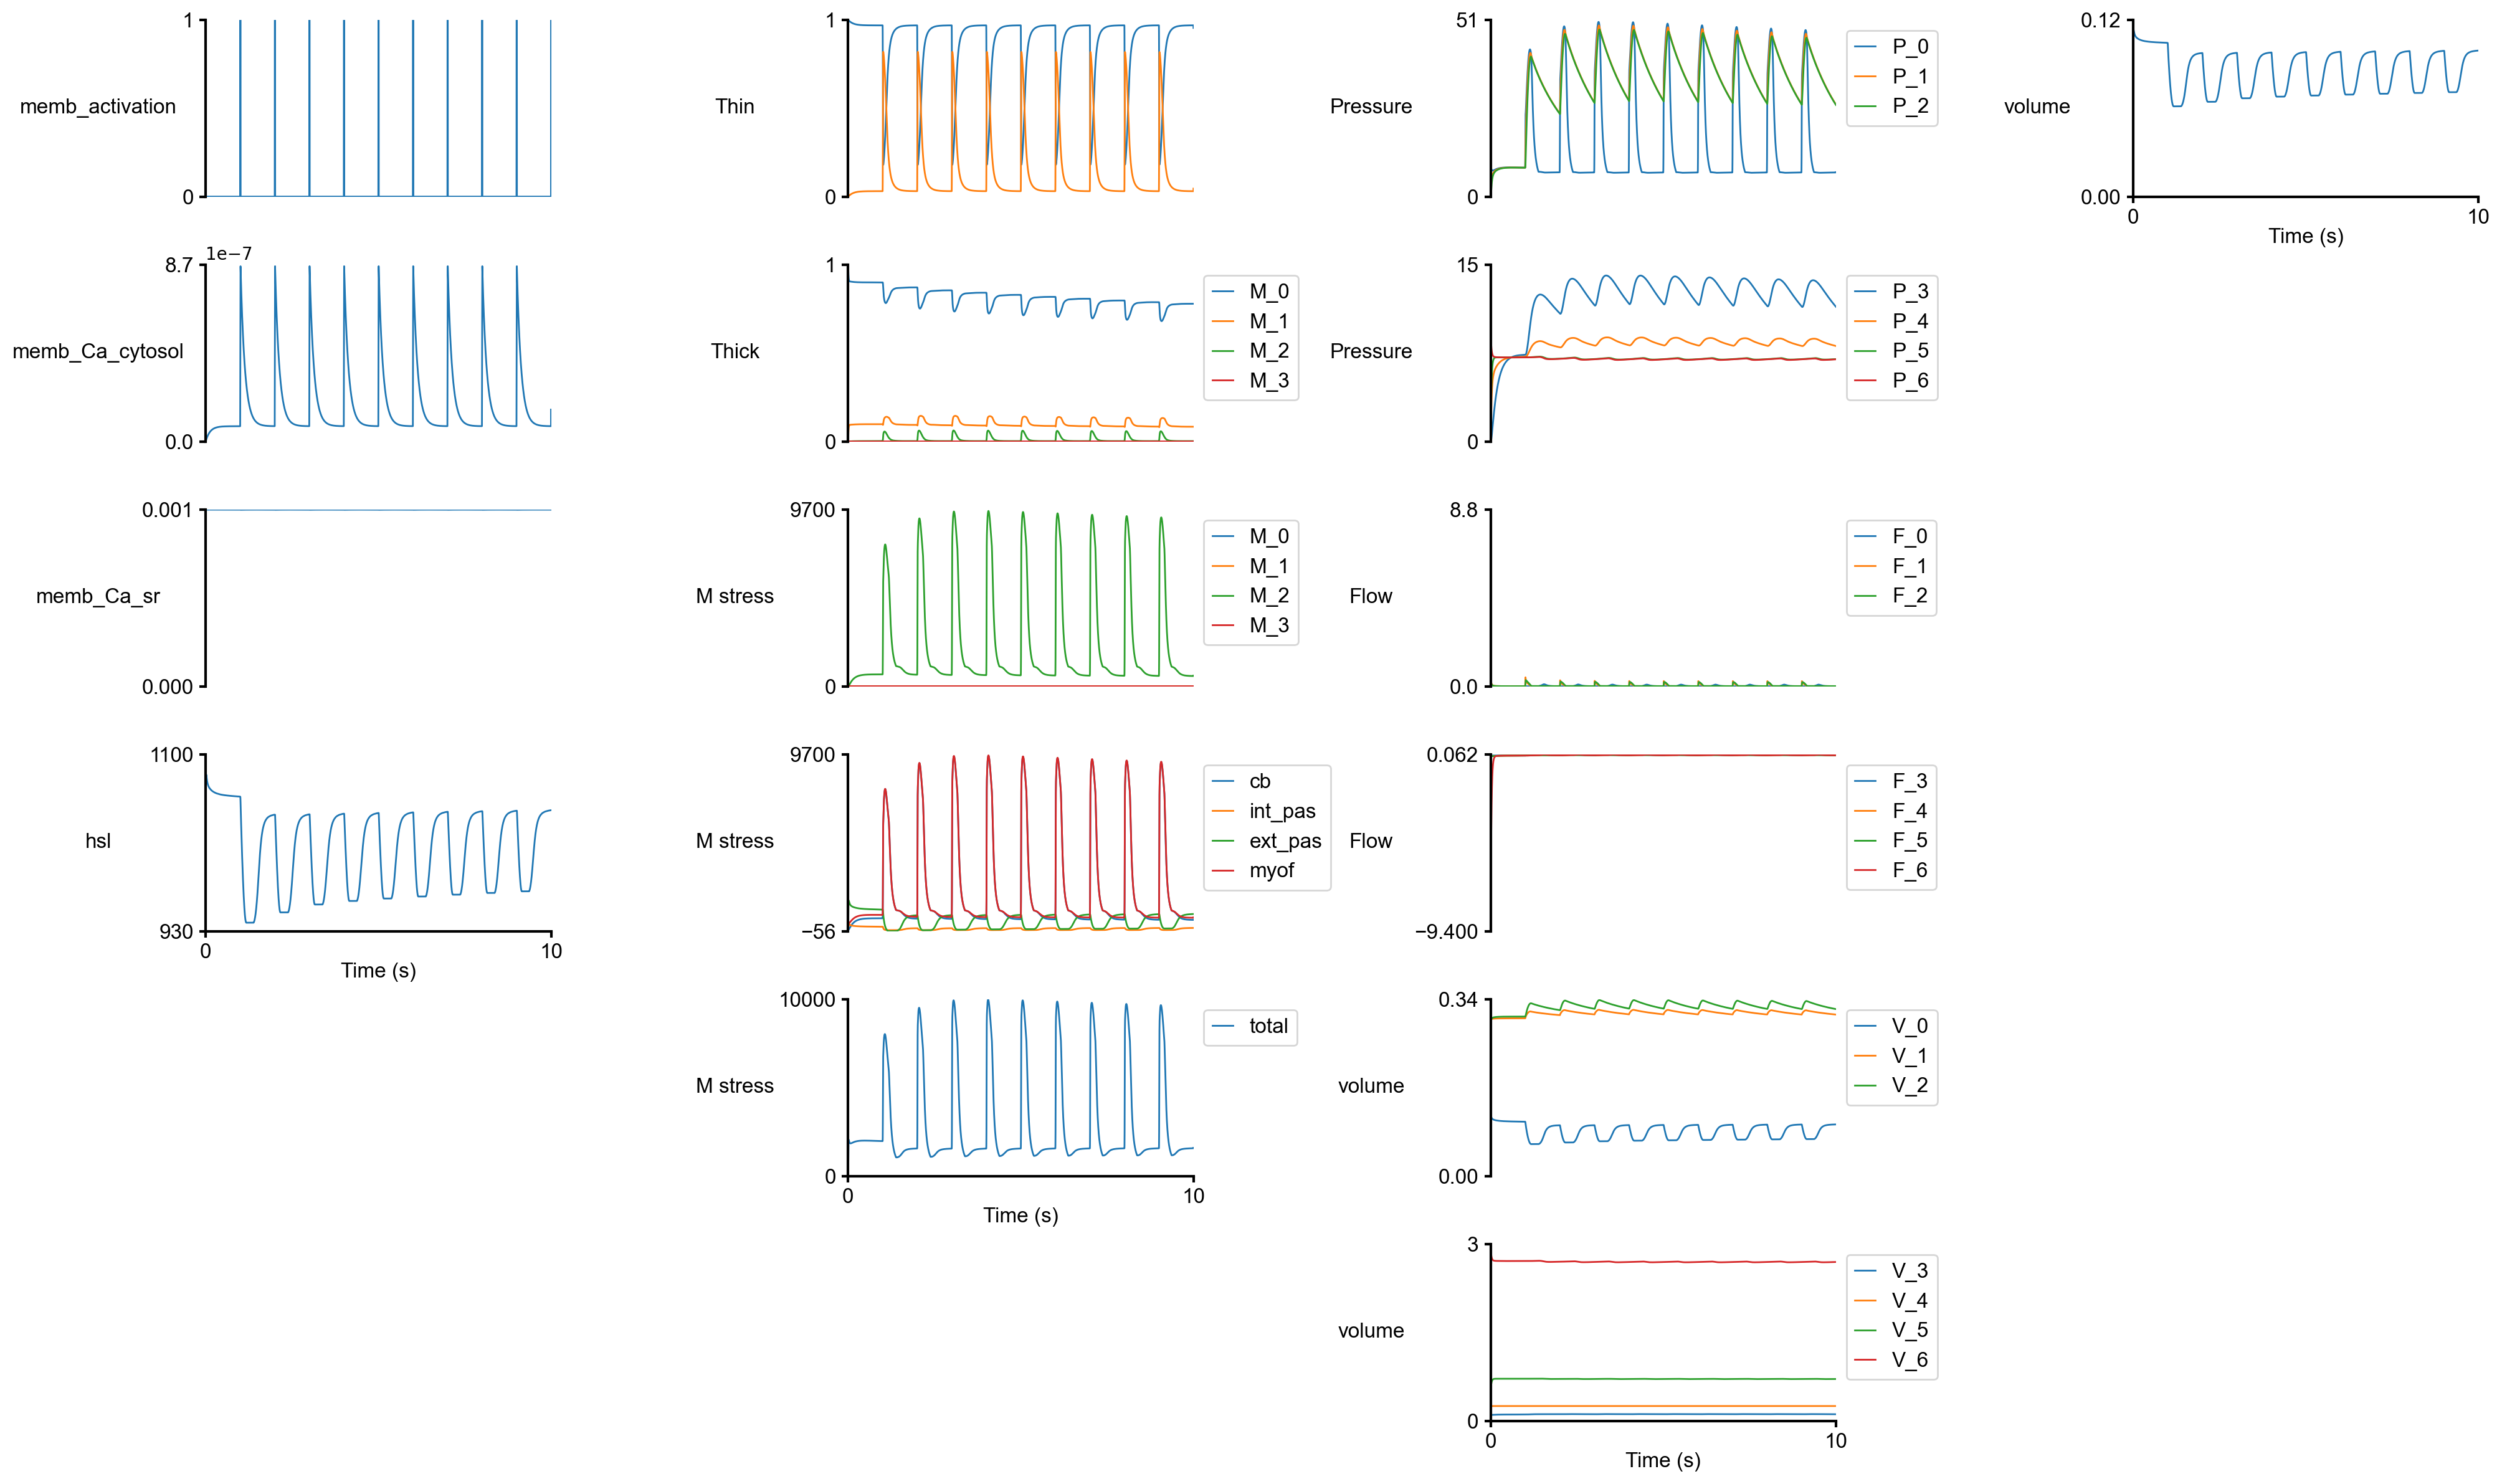 memb_activation
1
0
memb_Ca_cytosol
1e−7
8.7
0.0
memb_Ca_sr
0.001
0.000
hsl
1100
930
0
10
Time (s)
Thin
1
0
Thick
1
0
M_0
M_1
M_2
M_3
M stress
9700
0
M_0
M_1
M_2
M_3
M stress
9700
−56
cb
int_pas
ext_pas
myof
M stress
10000
0
total
0
10
Time (s)
Pressure
51
0
P_0
P_1
P_2
Pressure
15
0
P_3
P_4
P_5
P_6
Flow
8.8
0.0
F_0
F_1
F_2
Flow
0.062
−9.400
F_3
F_4
F_5
F_6
volume
0.34
0.00
V_0
V_1
V_2
volume
3
0
V_3
V_4
V_5
V_6
0
10
Time (s)
volume
0.12
0.00
0
10
Time (s)